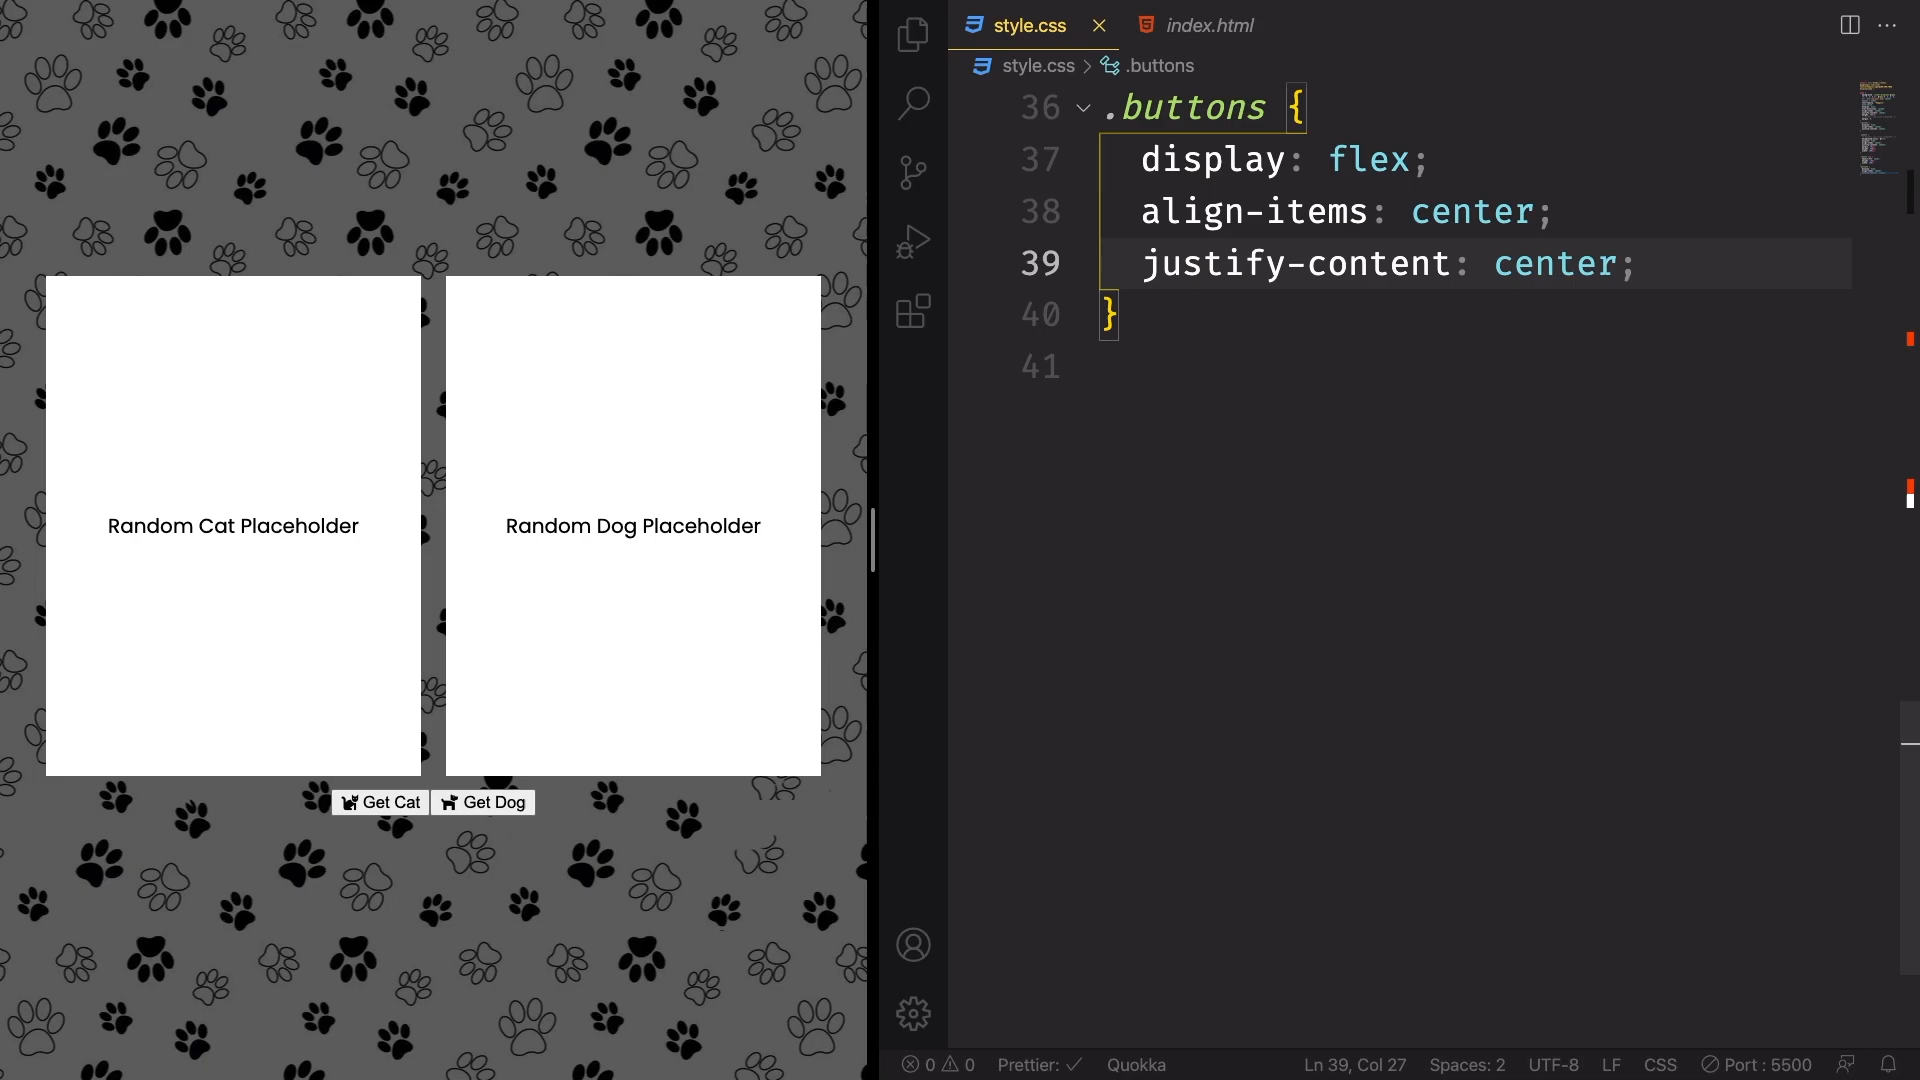 Random Cat Placeholder
Random Dog Placeholder
Get Cat
Get Dog
style.css
index.html
style.css > .buttons
36 .buttons {
37 display: flex;
38 align-items: center;
39 justify-content: center;
40 }
41
0 0 Prettier: ✓ Quokka Ln 39, Col 27 Spaces: 2 UTF-8 LF CSS Port : 5500